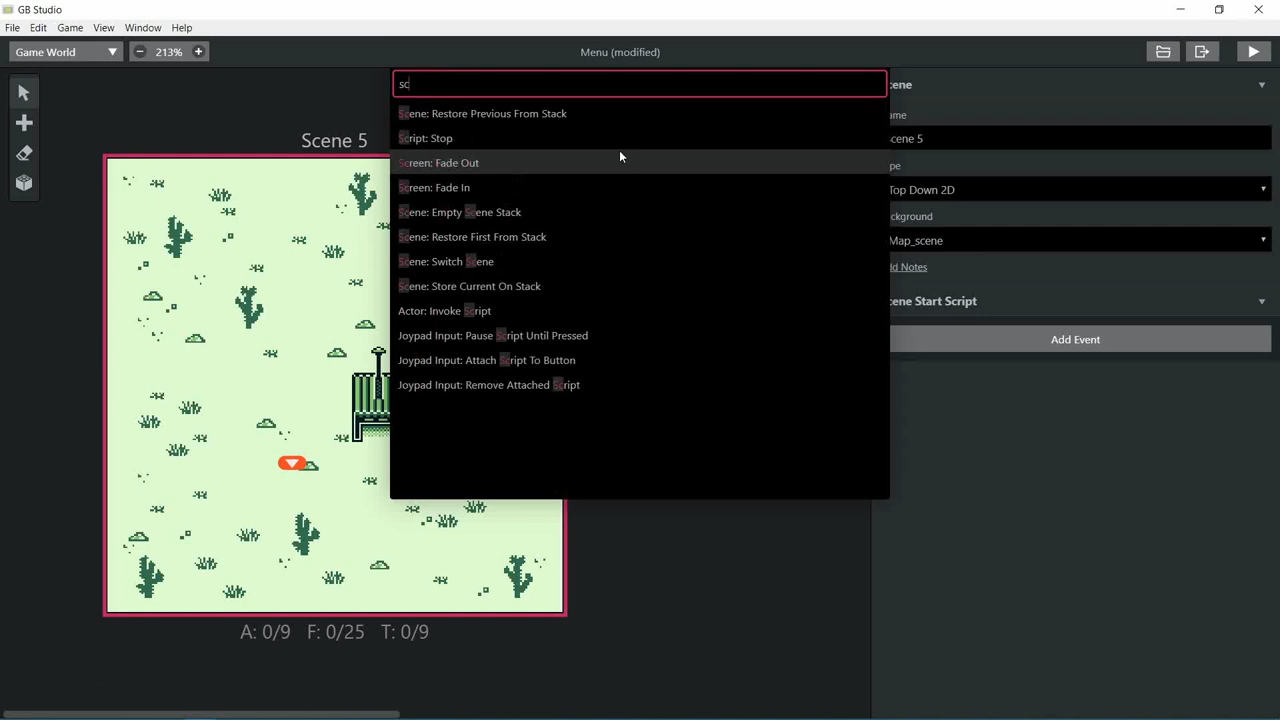 GB Studio
File Edit Game View Window Help
Game World
213%
Menu (modified)
sc
Scene: Restore Previous From Stack
Script: Stop
Screen: Fade Out
Screen: Fade In
Scene: Empty Scene Stack
Scene: Restore First From Stack
Scene: Switch Scene
Scene: Store Current On Stack
Actor: Invoke Script
Joypad Input: Pause Script Until Pressed
Joypad Input: Attach Script To Button
Joypad Input: Remove Attached Script
Scene 5
A: 0/9 F: 0/25 T: 0/9
cene
ame
cene 5
pe
Top Down 2D
ackground
Map_scene
dd Notes
cene Start Script
Add Event